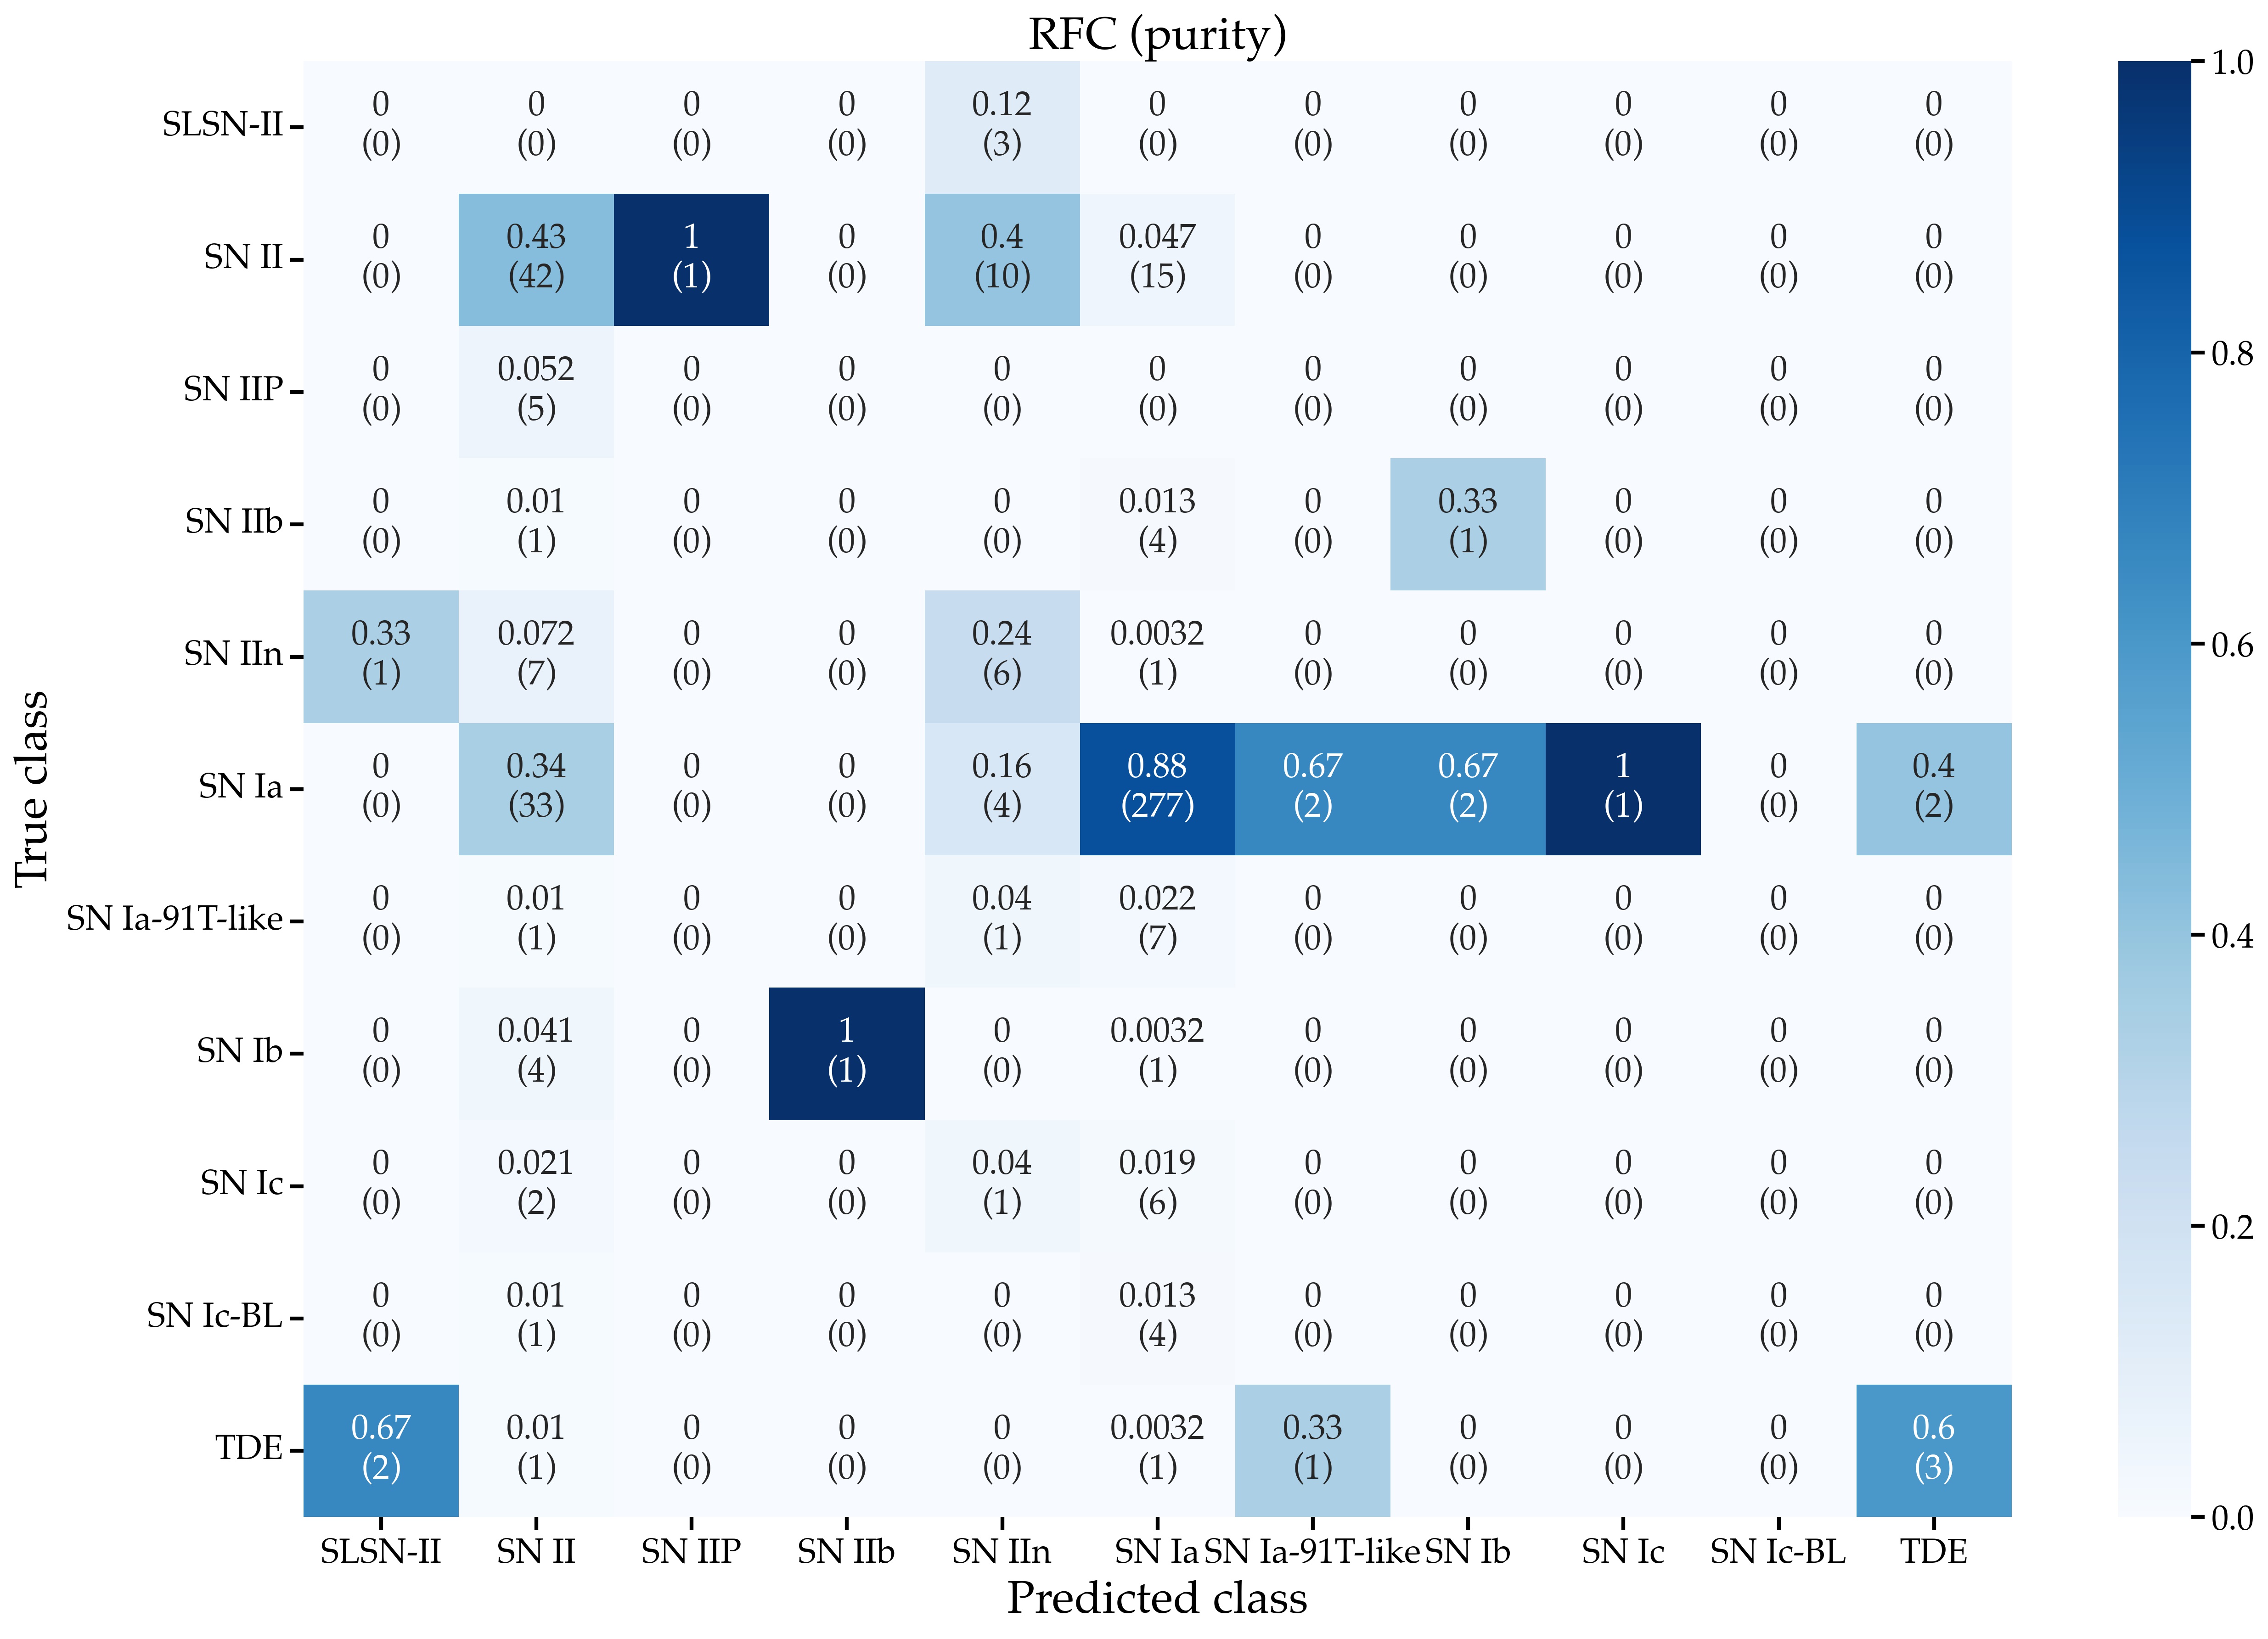 RFC (purity)
SLSN-II 0 0 0 0 0.12 0 0 0 0 0 0
(0) (0) (0) (0) (3) (0) (0) (0) (0) (0) (0)
SN II 0 0.43 1 0 0.4 0.047 0 0 0 0 0
(0) (42) (1) (0) (10) (15) (0) (0) (0) (0) (0)
SN IIP 0 0.052 0 0 0 0 0 0 0 0 0
(0) (5) (0) (0) (0) (0) (0) (0) (0) (0) (0)
SN IIb 0 0.01 0 0 0 0.013 0 0.33 0 0 0
(0) (1) (0) (0) (0) (4) (0) (1) (0) (0) (0)
SN IIn 0.33 0.072 0 0 0.24 0.0032 0 0 0 0 0
(1) (7) (0) (0) (6) (1) (0) (0) (0) (0) (0)
SN Ia 0 0.34 0 0 0.16 0.88 0.67 0.67 1 0 0.4
(0) (33) (0) (0) (4) (277) (2) (2) (1) (0) (2)
SN Ia-91T-like 0 0.01 0 0 0.04 0.022 0 0 0 0 0
(0) (1) (0) (0) (1) (7) (0) (0) (0) (0) (0)
SN Ib 0 0.041 0 1 0 0.0032 0 0 0 0 0
(0) (4) (0) (1) (0) (1) (0) (0) (0) (0) (0)
SN Ic 0 0.021 0 0 0.04 0.019 0 0 0 0 0
(0) (2) (0) (0) (1) (6) (0) (0) (0) (0) (0)
SN Ic-BL 0 0.01 0 0 0 0.013 0 0 0 0 0
(0) (1) (0) (0) (0) (4) (0) (0) (0) (0) (0)
TDE 0.67 0.01 0 0 0 0.0032 0.33 0 0 0 0.6
(2) (1) (0) (0) (0) (1) (1) (0) (0) (0) (3)
SLSN-II SN II SN IIP SN IIb SN IIn SN Ia SN Ia-91T-like SN Ib SN Ic SN Ic-BL TDE
Predicted class
True class
1.0
0.8
0.6
0.4
0.2
0.0